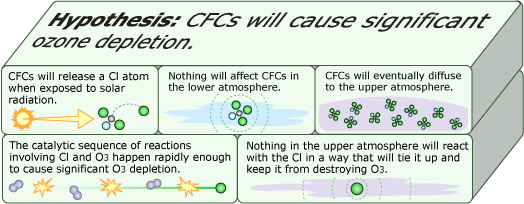 Hypothesis: CFCs will cause significant
ozone depletion.
CFCs will release a Cl atom
when exposed to solar
radiation.
Nothing will affect CFCs in
the lower atmosphere.
CFCs will eventually diffuse
to the upper atmosphere.
The catalytic sequence of reactions
involving Cl and O3 happen rapidly enough
to cause significant O3 depletion.
Nothing in the upper atmosphere will react
with the Cl in a way that will tie it up and
keep it from destroying O3.